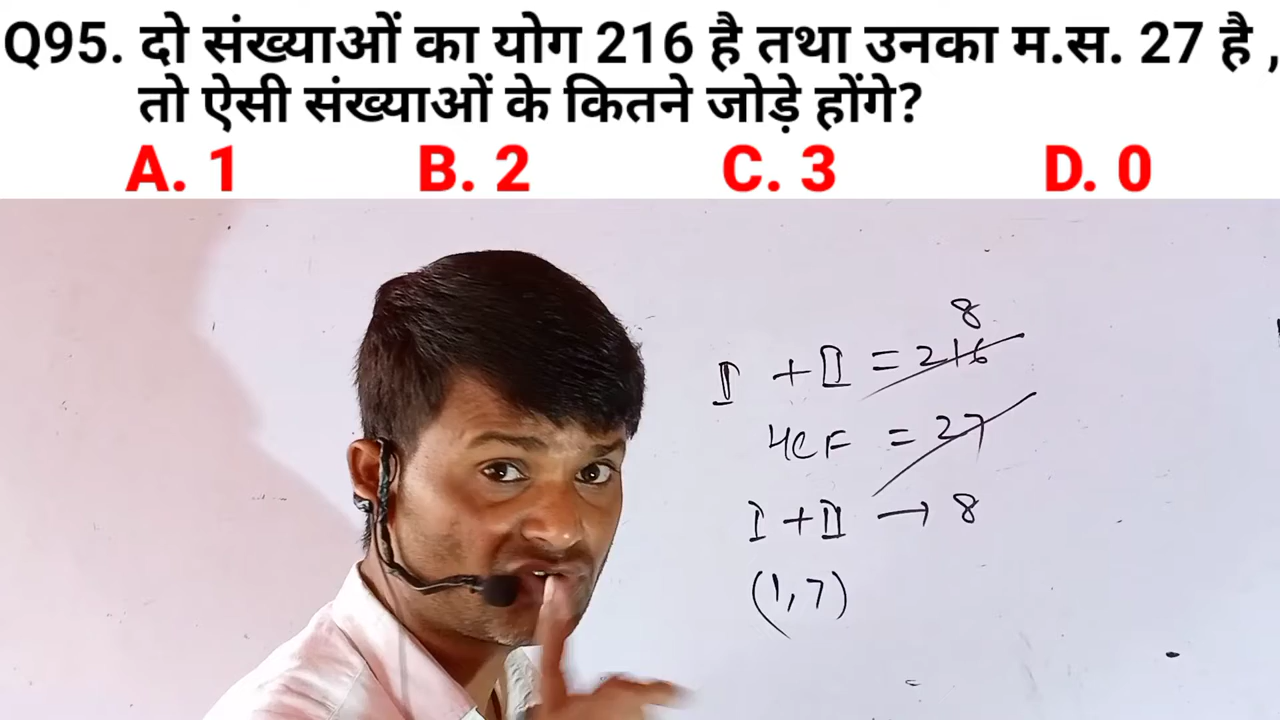 Q95. दो संख्याओं का योग 216 है तथा उनका म.स. 27 है ,
तो ऐसी संख्याओं के कितने जोड़े होंगे?
A. 1 B. 2 C. 3 D. 0
8
I + II = 216
HCF = 27
I + II → 8
(1,7)